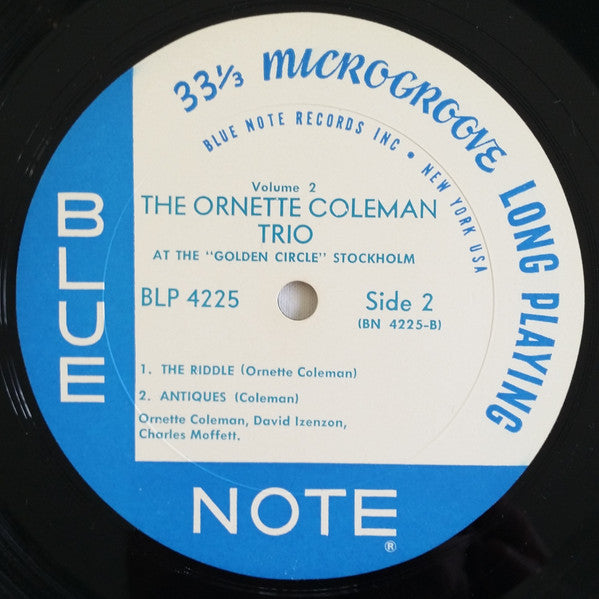 33⅓ MICROGROOVE LONG PLAYING
BLUE NOTE RECORDS INC • NEW YORK USA
Volume 2
THE ORNETTE COLEMAN
TRIO
AT THE "GOLDEN CIRCLE" STOCKHOLM
BLP 4225
Side 2
(BN 4225-B)
1. THE RIDDLE (Ornette Coleman)
2. ANTIQUES (Coleman)
Ornette Coleman, David Izenzon,
Charles Moffett.
BLUE
NOTE®